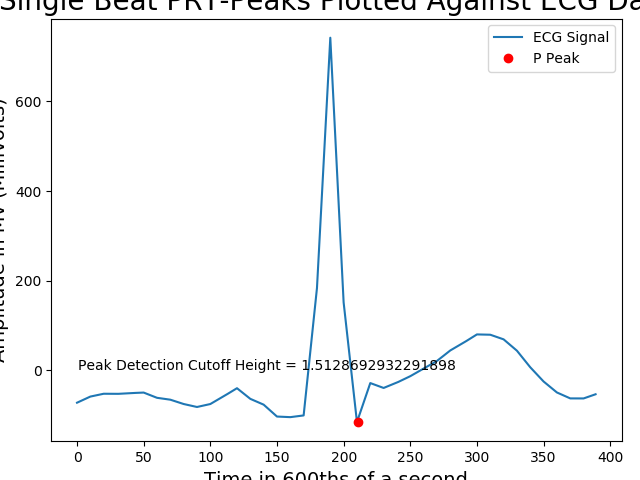 Single Beat PRT-Peaks Plotted Against ECG Da
ECG Signal
P Peak
Amplitude in MV (Millivolts)
600
400
200
0
Peak Detection Cutoff Height = 1.5128692932291898
0 50 100 150 200 250 300 350 400
Time in 600ths of a second